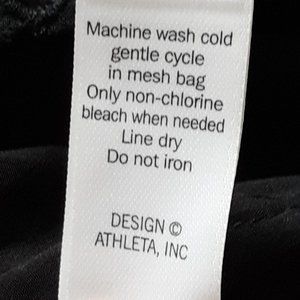 Machine wash cold
gentle cycle
in mesh bag
Only non-chlorine
bleach when needed
Line dry
Do not iron
DESIGN ©
ATHLETA, INC